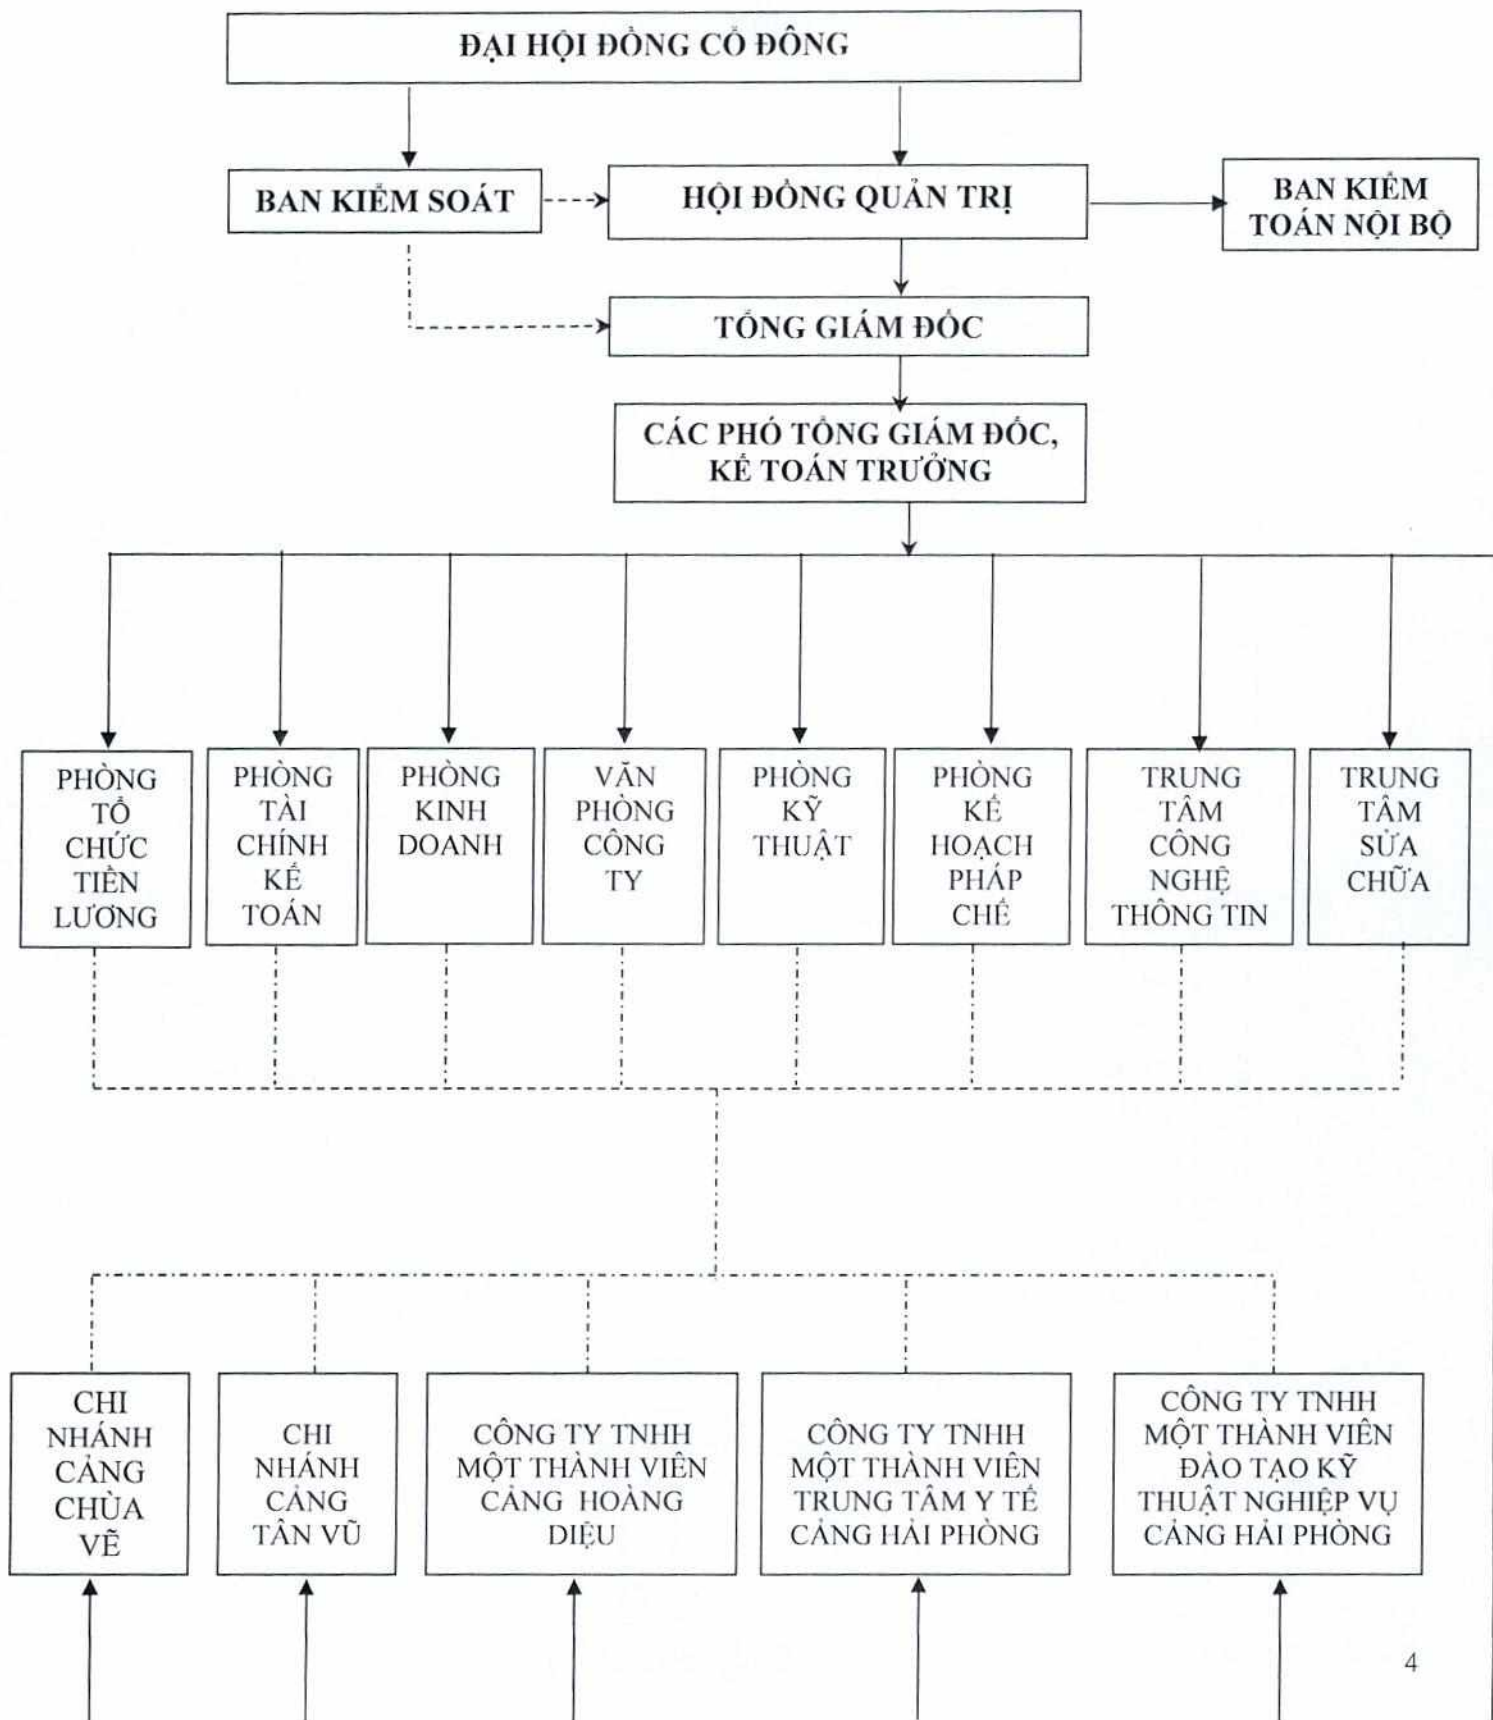 ĐẠI HỘI ĐỒNG CỔ ĐÔNG
BAN KIỂM SOÁT
HỘI ĐỒNG QUẢN TRỊ
BAN KIỂM
TOÁN NỘI BỘ
TỔNG GIÁM ĐỐC
CÁC PHÓ TỔNG GIÁM ĐỐC,
KẾ TOÁN TRƯỞNG
PHÒNG
TỔ
CHỨC
TIỀN
LƯƠNG
PHÒNG
TÀI
CHÍNH
KẾ
TOÁN
PHÒNG
KINH
DOANH
VĂN
PHÒNG
CÔNG
TY
PHÒNG
KỸ
THUẬT
PHÒNG
KẾ
HOẠCH
PHÁP
CHẾ
TRUNG
TÂM
CÔNG
NGHỆ
THÔNG TIN
TRUNG
TÂM
SỬA
CHỮA
CHI
NHÁNH
CẢNG
CHÙA
VẼ
CHI
NHÁNH
CẢNG
TÂN VŨ
CÔNG TY TNHH
MỘT THÀNH VIÊN
CẢNG HOÀNG
DIỆU
CÔNG TY TNHH
MỘT THÀNH VIÊN
TRUNG TÂM Y TẾ
CẢNG HẢI PHÒNG
CÔNG TY TNHH
MỘT THÀNH VIÊN
ĐÀO TẠO KỸ
THUẬT NGHIỆP VỤ
CẢNG HẢI PHÒNG
4